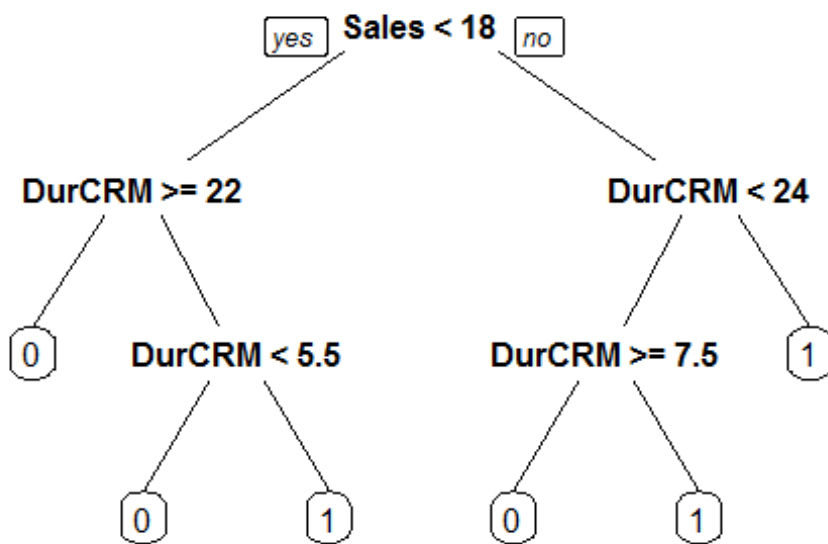 yes Sales < 18 no
DurCRM >= 22 DurCRM < 24
0 DurCRM < 5.5 DurCRM >= 7.5 1
0 1 0 1